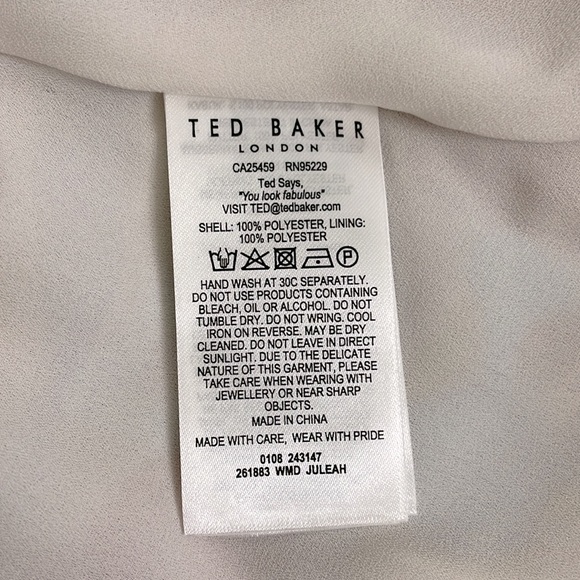 TED BAKER
LONDON
CA25459 RN95229
Ted Says,
"You look fabulous"
VISIT TED@tedbaker.com
SHELL: 100% POLYESTER, LINING:
100% POLYESTER
HAND WASH AT 30C SEPARATELY.
DO NOT USE PRODUCTS CONTAINING
BLEACH, OIL OR ALCOHOL. DO NOT
TUMBLE DRY. DO NOT WRING. COOL
IRON ON REVERSE. MAY BE DRY
CLEANED. DO NOT LEAVE IN DIRECT
SUNLIGHT. DUE TO THE DELICATE
NATURE OF THIS GARMENT, PLEASE
TAKE CARE WHEN WEARING WITH
JEWELLERY OR NEAR SHARP
OBJECTS.
MADE IN CHINA
MADE WITH CARE, WEAR WITH PRIDE
0108 243147
261883 WMD JULEAH